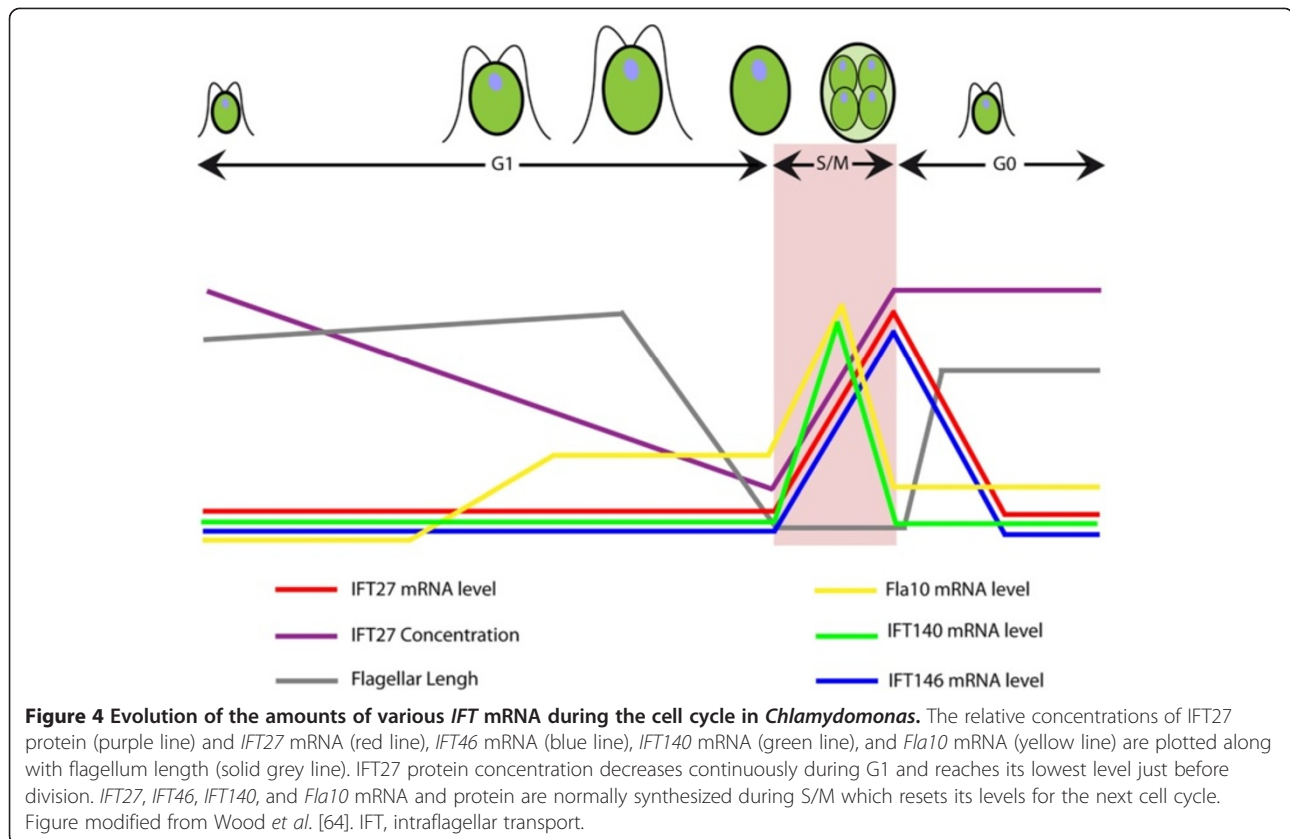 G1
S/M
G0
IFT27 mRNA level
IFT27 Concentration
Flagellar Lengh
Fla10 mRNA level
IFT140 mRNA level
IFT146 mRNA level
Figure 4 Evolution of the amounts of various IFT mRNA during the cell cycle in Chlamydomonas. The relative concentrations of IFT27
protein (purple line) and IFT27 mRNA (red line), IFT46 mRNA (blue line), IFT140 mRNA (green line), and Fla10 mRNA (yellow line) are plotted along
with flagellum length (solid grey line). IFT27 protein concentration decreases continuously during G1 and reaches its lowest level just before
division. IFT27, IFT46, IFT140, and Fla10 mRNA and protein are normally synthesized during S/M which resets its levels for the next cell cycle.
Figure modified from Wood et al. [64]. IFT, intraflagellar transport.